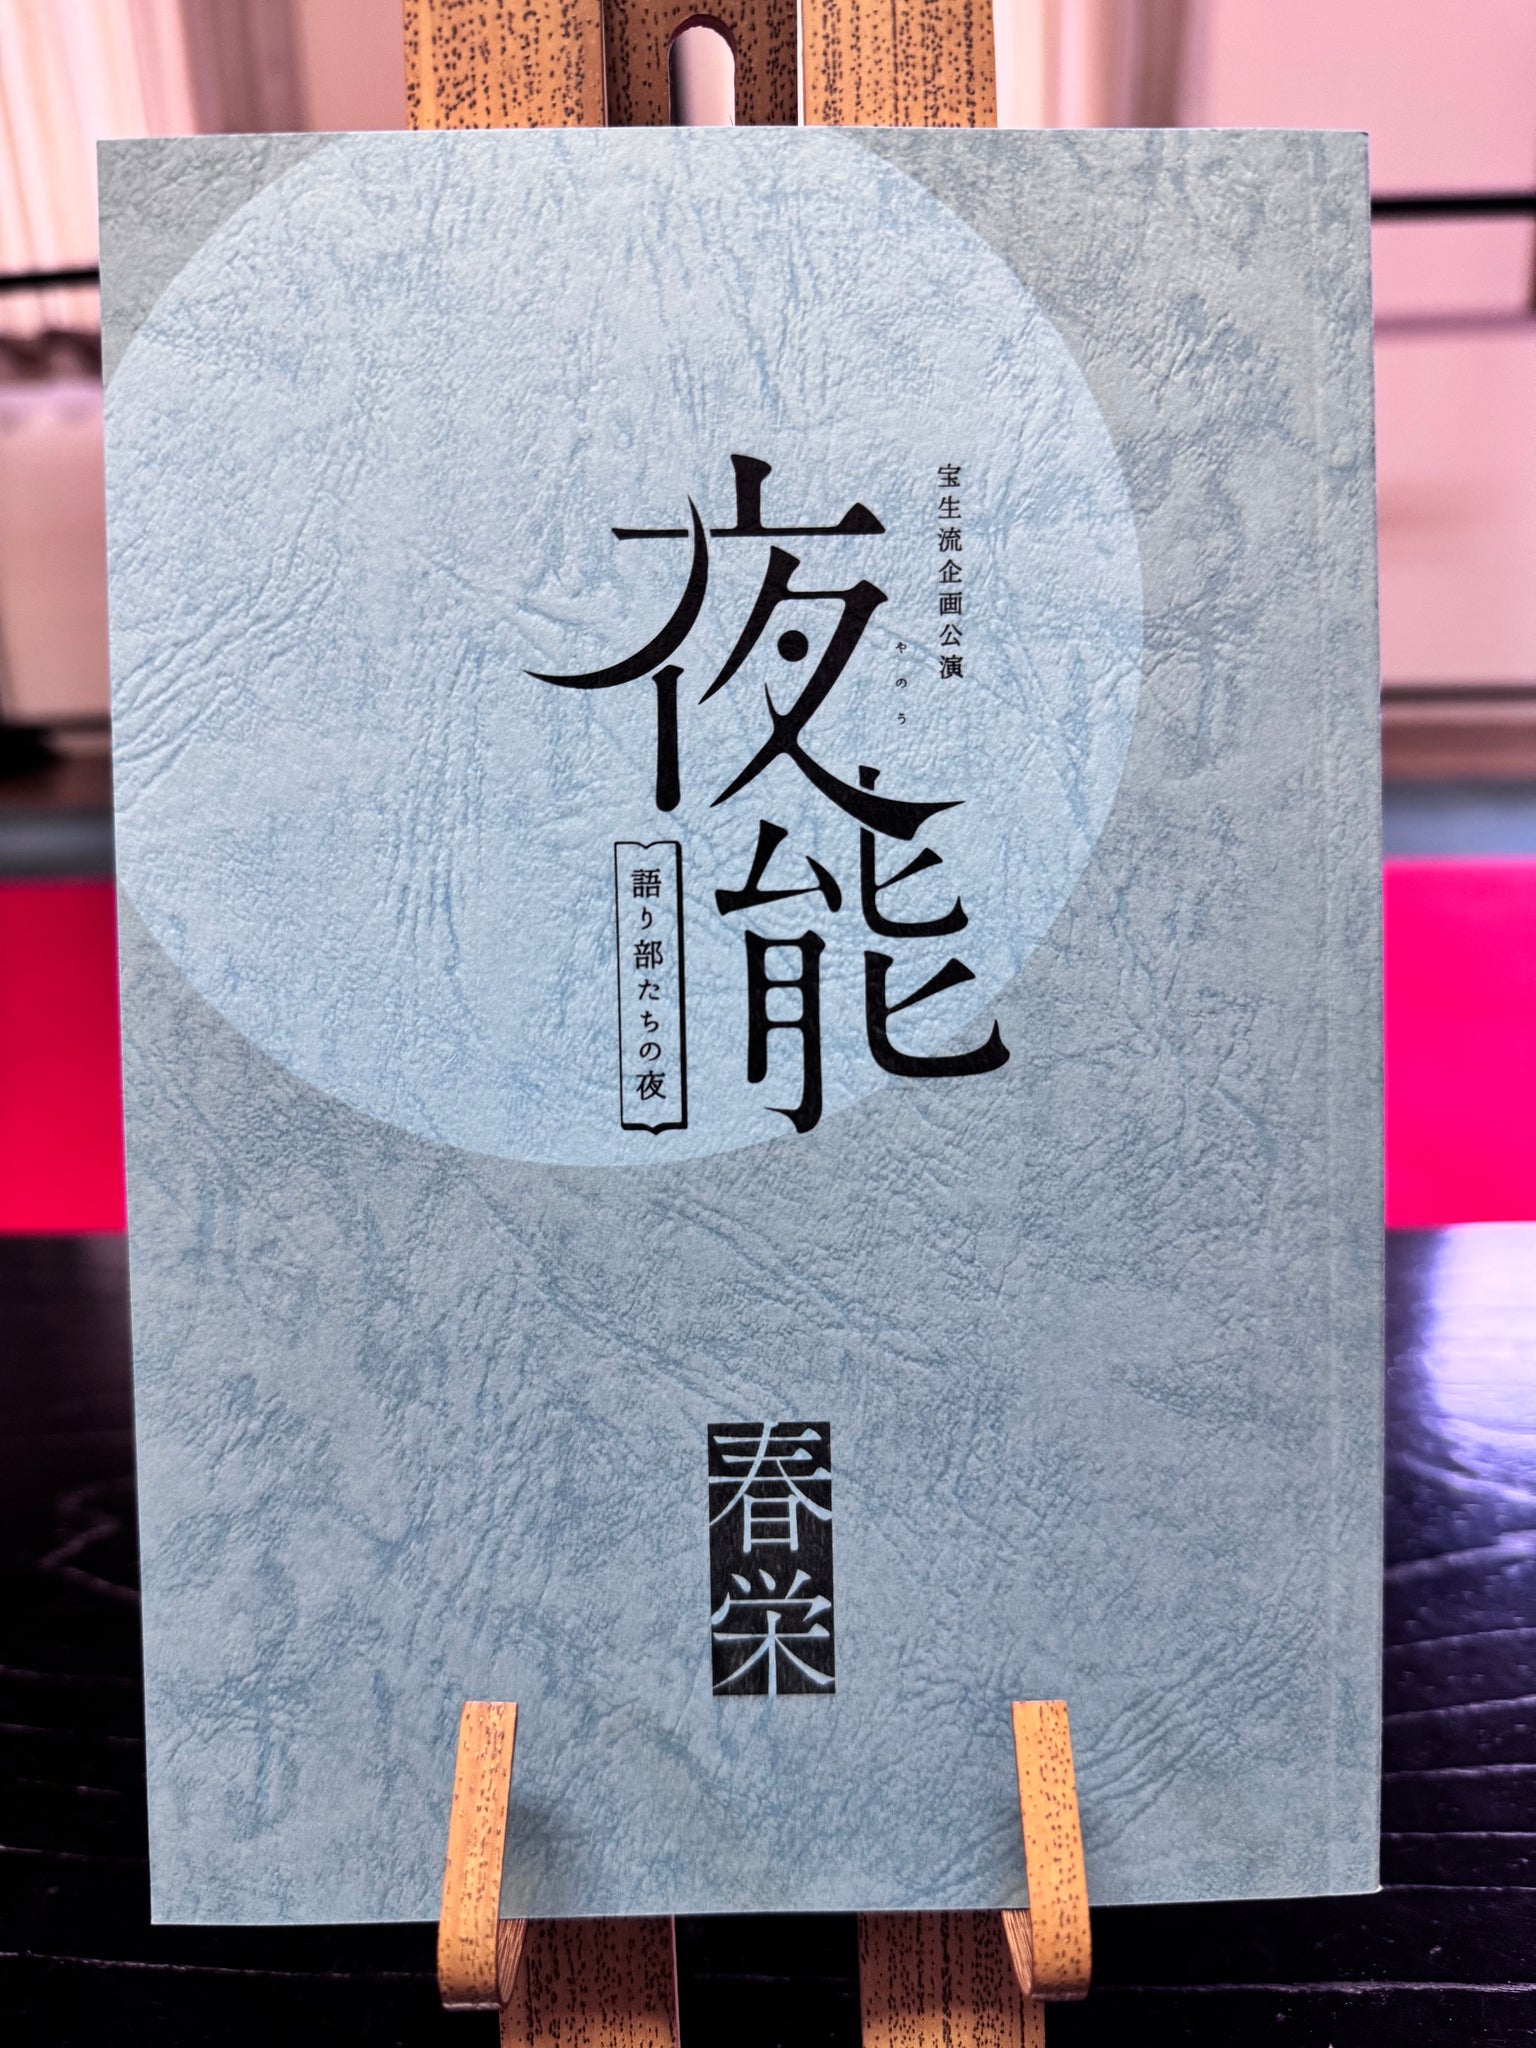 宝生流企画公演
やのう
夜能
語り部たちの夜
春栄